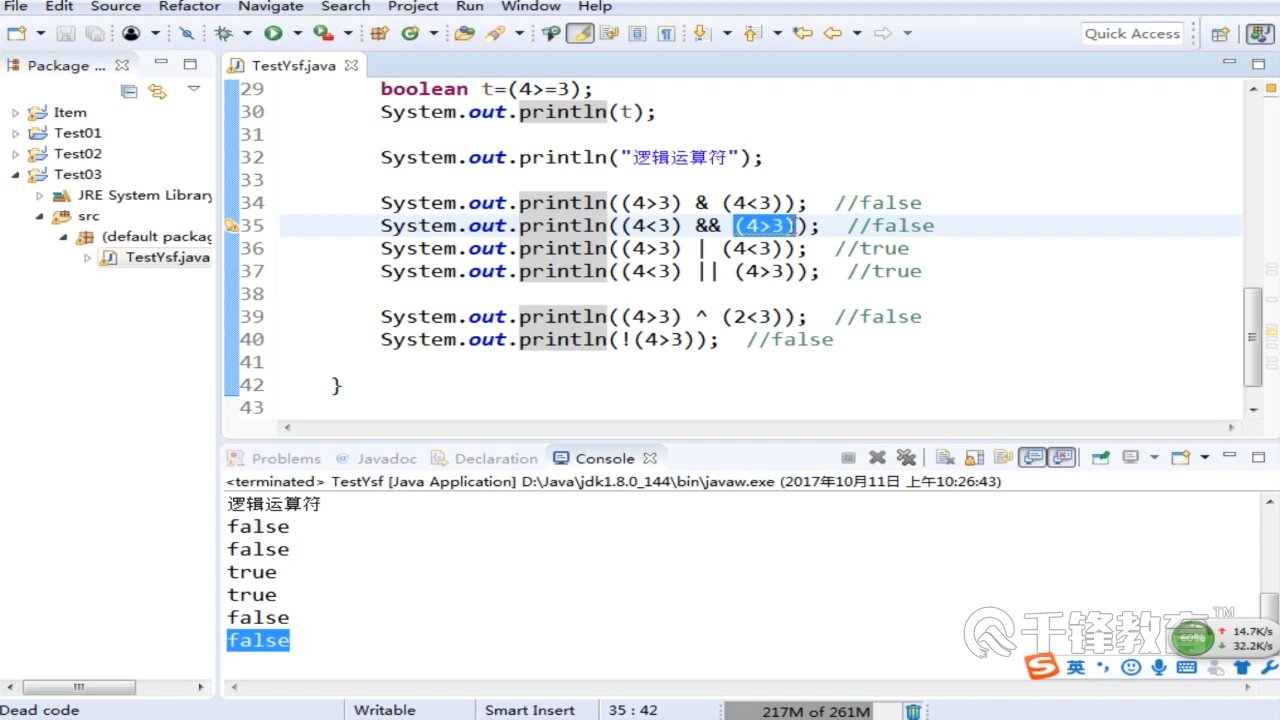 File Edit Source Refactor Navigate Search Project Run Window Help
Quick Access
Package ...
Item
Test01
Test02
Test03
JRE System Library
src
(default packag
TestYsf.java
TestYsf.java
29 boolean t=(4>=3);
30 System.out.println(t);
31
32 System.out.println("逻辑运算符");
33
34 System.out.println((4>3) & (4<3)); //false
35 System.out.println((4<3) && (4>3)); //false
36 System.out.println((4>3) | (4<3)); //true
37 System.out.println((4<3) || (4>3)); //true
38
39 System.out.println((4>3) ^ (2<3)); //false
40 System.out.println(!(4>3)); //false
41
42 }
43
Problems @ Javadoc Declaration Console
<terminated> TestYsf [Java Application] D:\Java\jdk1.8.0_144\bin\javaw.exe (2017年10月11日 上午10:26:43)
逻辑运算符
false
false
true
true
false
false
千锋教育 TM
60%
14.7K/s
32.2K/s
英
Dead code Writable Smart Insert 35 : 42 217M of 261M